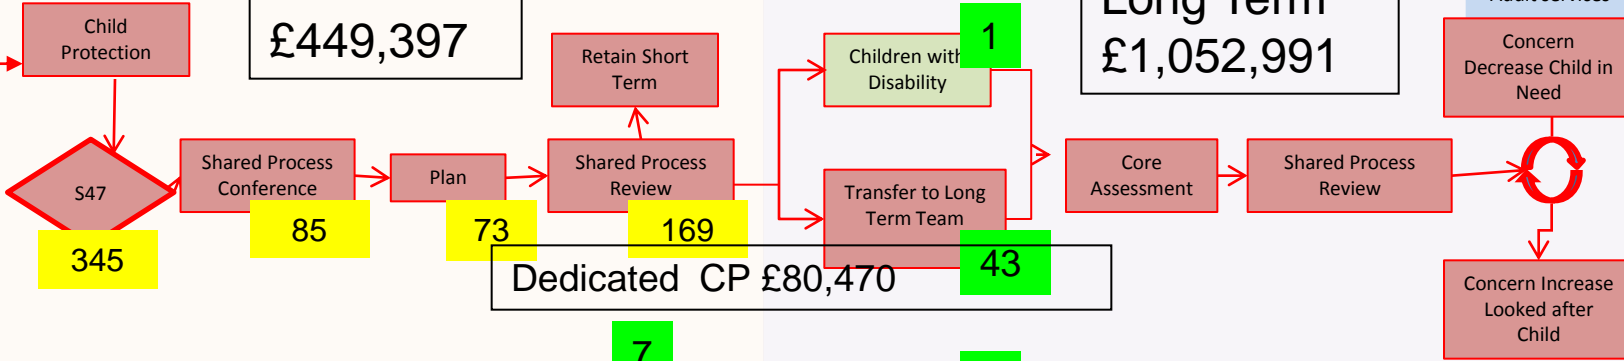 Child
Protection
£449,397
Retain Short
Term
Children with
Disability
1
Long Term
£1,052,991
Concern
Decrease Child in
Need
S47
345
Shared Process
Conference
85
Plan
73
Shared Process
Review
169
Transfer to Long
Term Team
43
Dedicated CP £80,470
Core
Assessment
Shared Process
Review
Concern Increase
Looked after
Child
7